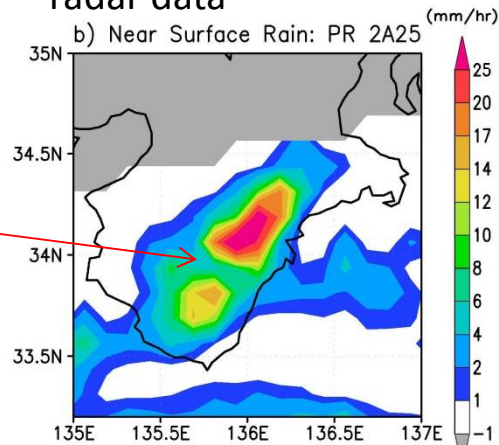 radar data
(mm/hr)
b) Near Surface Rain: PR 2A25
35N
34.5N
34N
33.5N
135E 135.5E 136E 136.5E 137E
25
20
17
14
12
10
8
6
4
2
1
-1